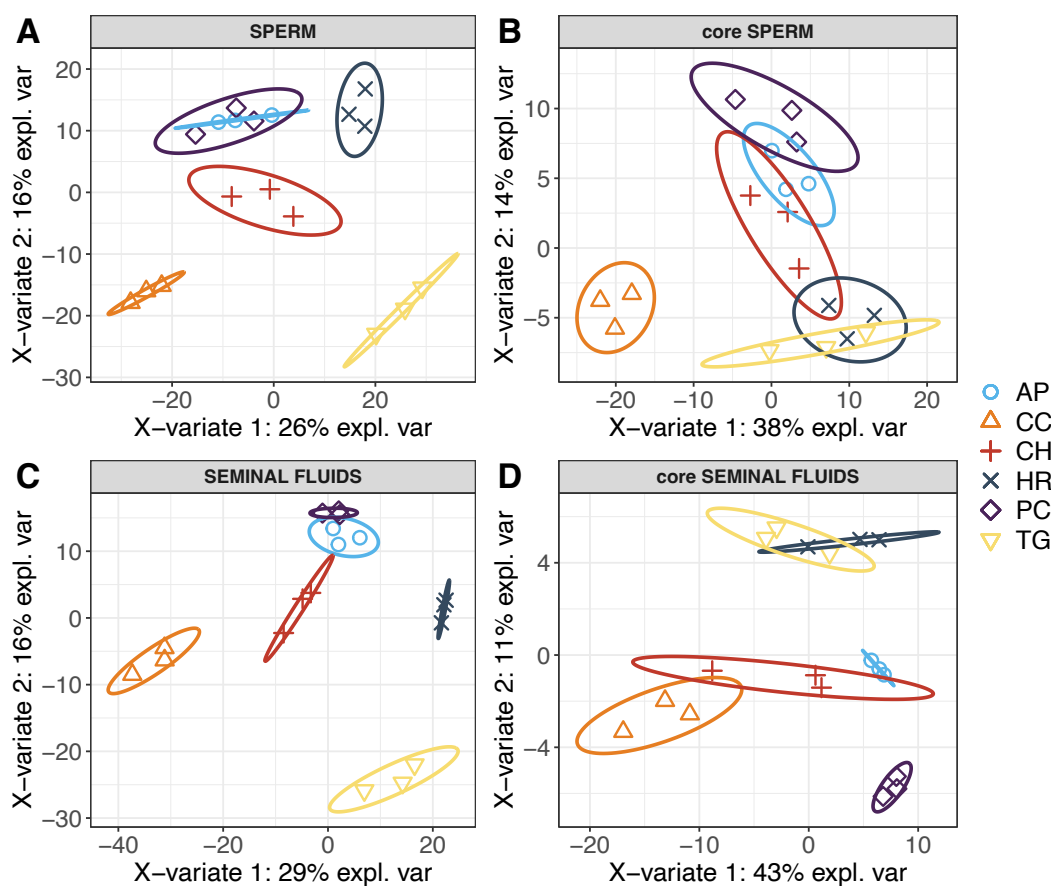 A
SPERM
X−variate 2: 16% expl. var
20
10
0
−10
−20
−30
−20
0
20
X−variate 1: 26% expl. var
B
core SPERM
X−variate 2: 14% expl. var
10
5
0
−5
−20
−10
0
10
20
X−variate 1: 38% expl. var
C
SEMINAL FLUIDS
X−variate 2: 16% expl. var
10
0
−10
−20
−30
−40
−20
0
20
X−variate 1: 29% expl. var
D
core SEMINAL FLUIDS
X−variate 2: 11% expl. var
4
0
−4
−20
−10
0
10
X−variate 1: 43% expl. var
AP
CC
CH
HR
PC
TG